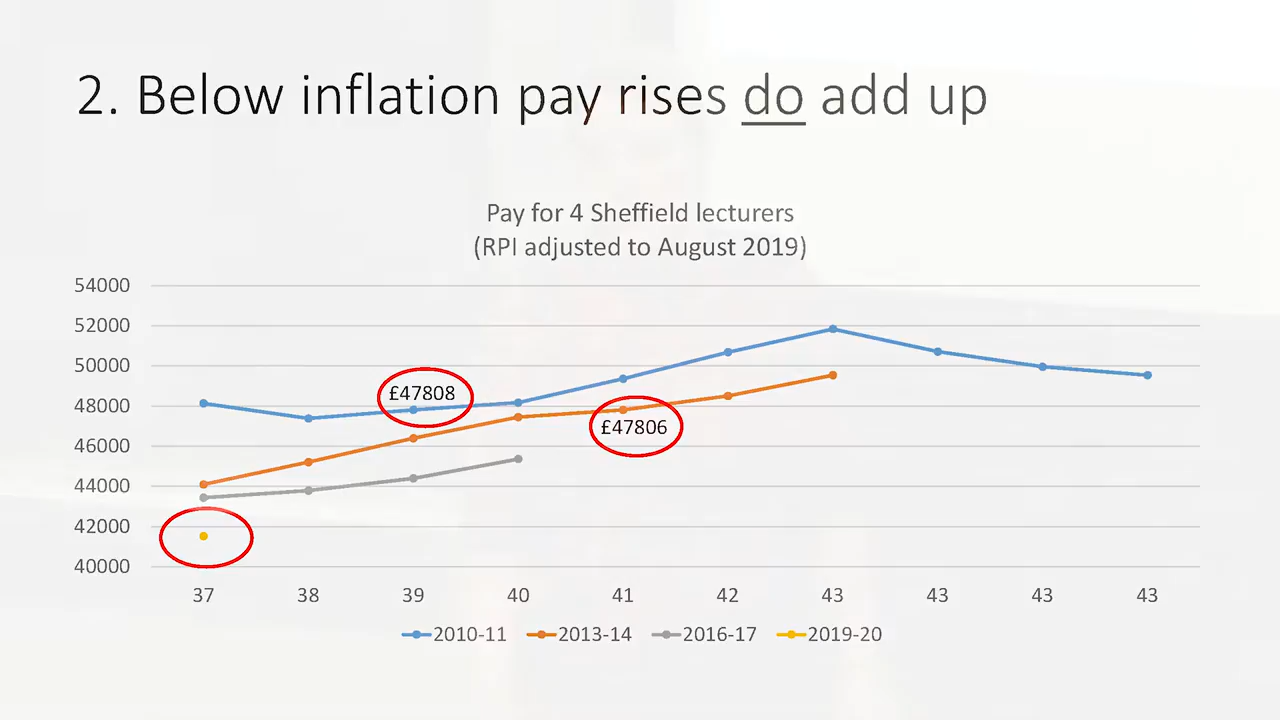 2. Below inflation pay rises do add up
Pay for 4 Sheffield lecturers
(RPI adjusted to August 2019)
54000
52000
50000
48000
46000
44000
42000
40000
£47808
£47806
37 38 39 40 41 42 43 43 43 43
2010-11 2013-14 2016-17 2019-20